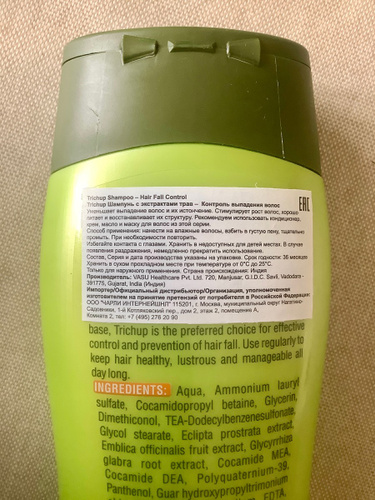 Trichup Shampoo – Hair Fall Control
Trichup Шампунь с экстрактами трав – Контроль выпадения волос
Уменьшает выпадение волос и их истончение. Стимулирует рост волос, хорошо
питает и восстанавливает их структуру. Рекомендуем использовать кондиционер,
крем, масло и маску для волос из этой серии.
Способ применения: нанести на влажные волосы, взбить в густую пену, тщательно
промыть. При необходимости повторить.
Избегайте контакта с глазами. Хранить в недоступных для детей местах. В случае
появления раздражения, немедленно прекратить использование.
Состав, Серия и дата производства указаны на упаковке. Срок годности: 36 месяцев
Хранить в сухом прохладном месте при температуре от 0°C до 25°C.
Только для наружного применения. Страна происхождения: Индия
Производитель: VASU Healthcare Pvt. Ltd. 720, Manjusar, G.I.D.C. Savli, Vadodara -
391775, Gujarat, India (Индия)
Импортер/Официальный дистрибьютор/Организация, уполномоченная
изготовителем на принятие претензий от потребителя в Российской Федерации:
ООО "ЧАРЛИ ИНТЕРНЕЙШНЛ" 115201, г. Москва, муниципальный округ Нагатино-
Садовники, 1-й Котляковский пер., дом 2, этаж 2, помещение А,
Комната 2, тел: +7 (495) 278 20 90
EAC
base, Trichup is the preferred choice for effective
control and prevention of hair fall. Use regularly to
keep hair healthy, lustrous and manageable all
day long.
INGREDIENTS: Aqua, Ammonium lauryl
sulfate, Cocamidopropyl betaine, Glycerin,
Dimethiconol, TEA-Dodecylbenzenesulfonate,
Glycol stearate, Eclipta prostrata extract,
Emblica officinalis fruit extract, Glycyrrhiza
glabra root extract, Cocamide MEA,
Cocamide DEA, Polyquaternium-39,
Panthenol, Guar hydroxypropyltrimonium
EDTA